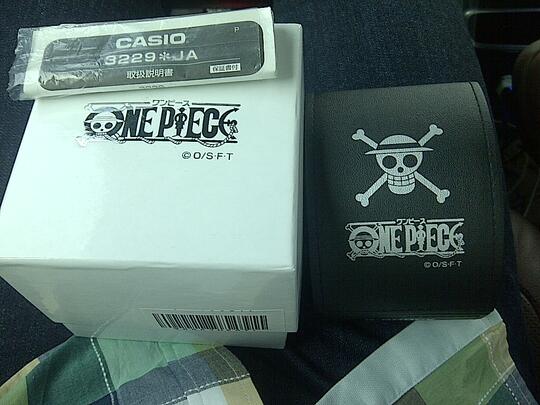 P
CASIO
3229*JA
取扱説明書
保証書付
ワンピース
ONE PIECE
©O/S・F・T
ワンピース
ONE PIECE
©O/S・F・T